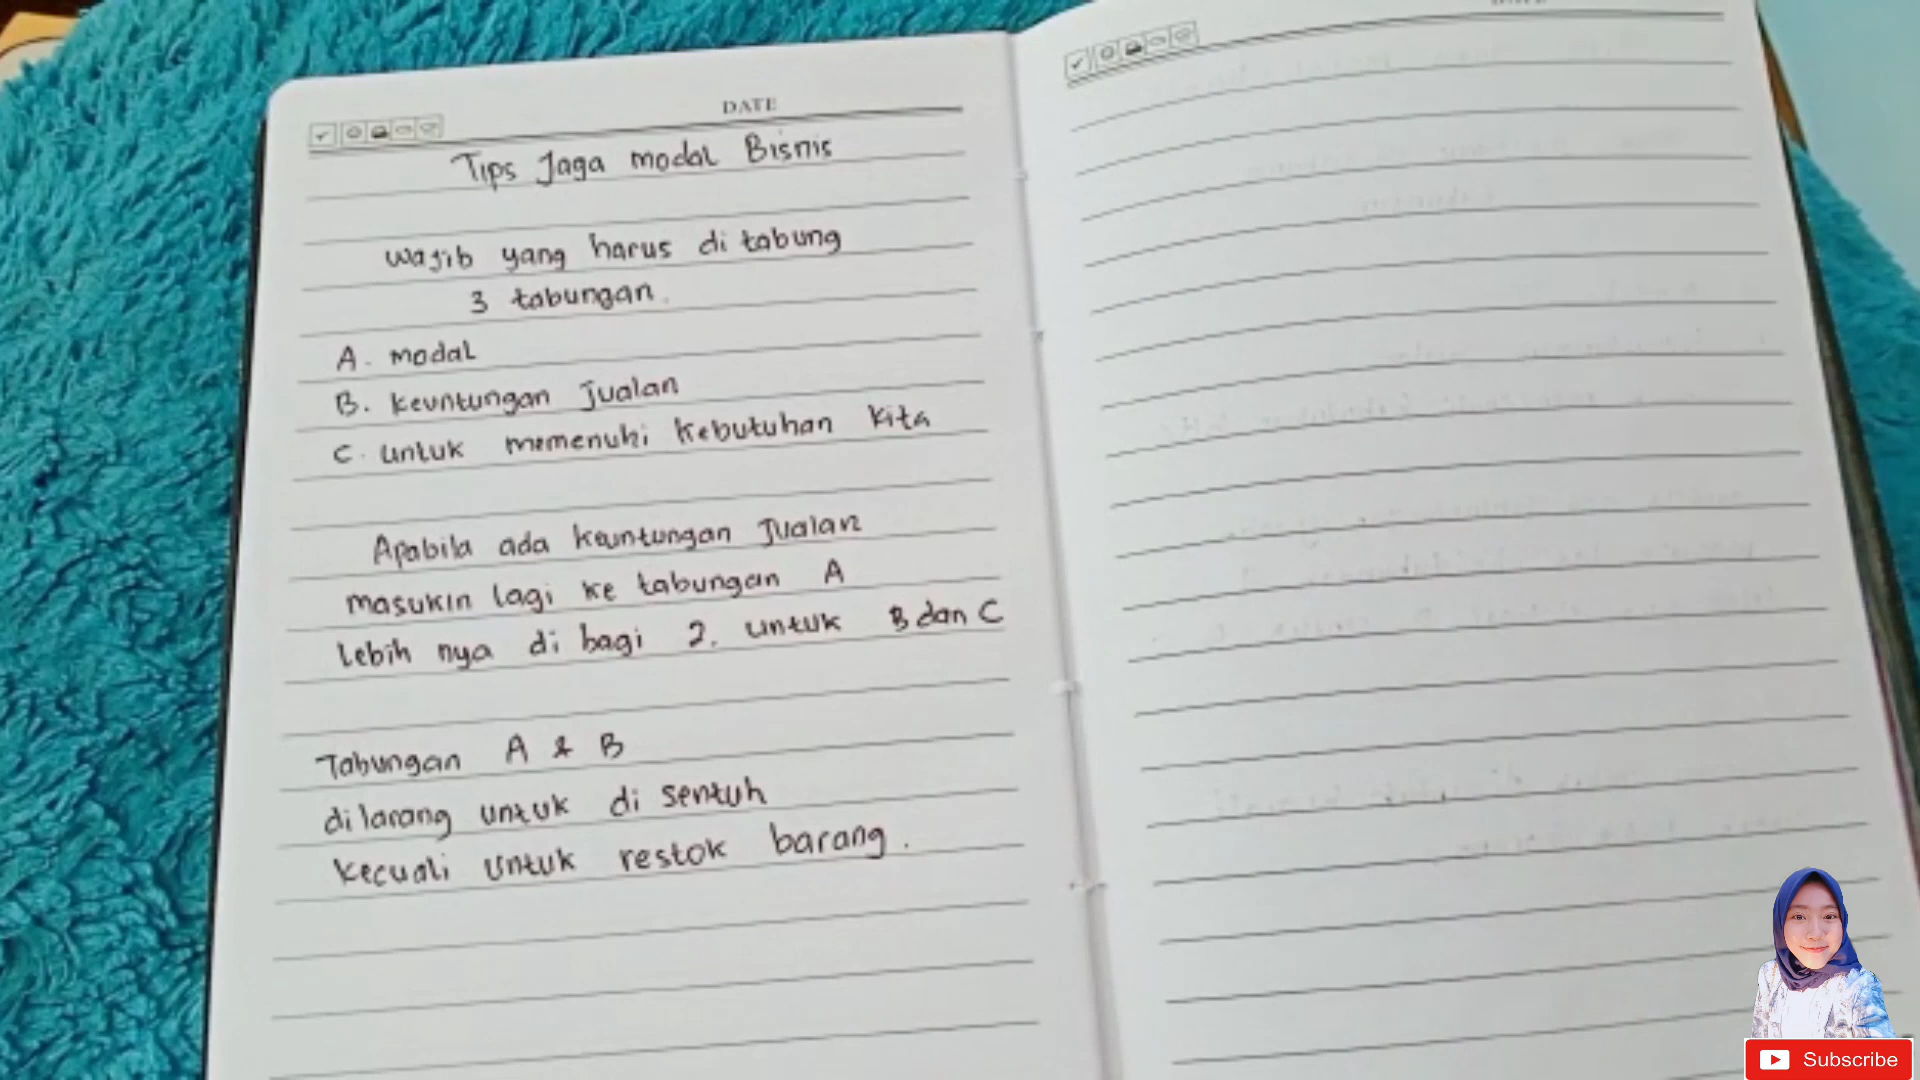 DATE
Tips Jaga modal Bisnis
wajib yang harus di tabung
3 tabungan.
A. modal
B. keuntungan Jualan
C. untuk memenuhi kebutuhan kita
Apabila ada keuntungan Jualan
masukin lagi ke tabungan A
lebih nya di bagi 2. untuk B dan C
Tabungan A & B
dilarang untuk di sentuh
kecuali untuk restok barang.
Subscribe